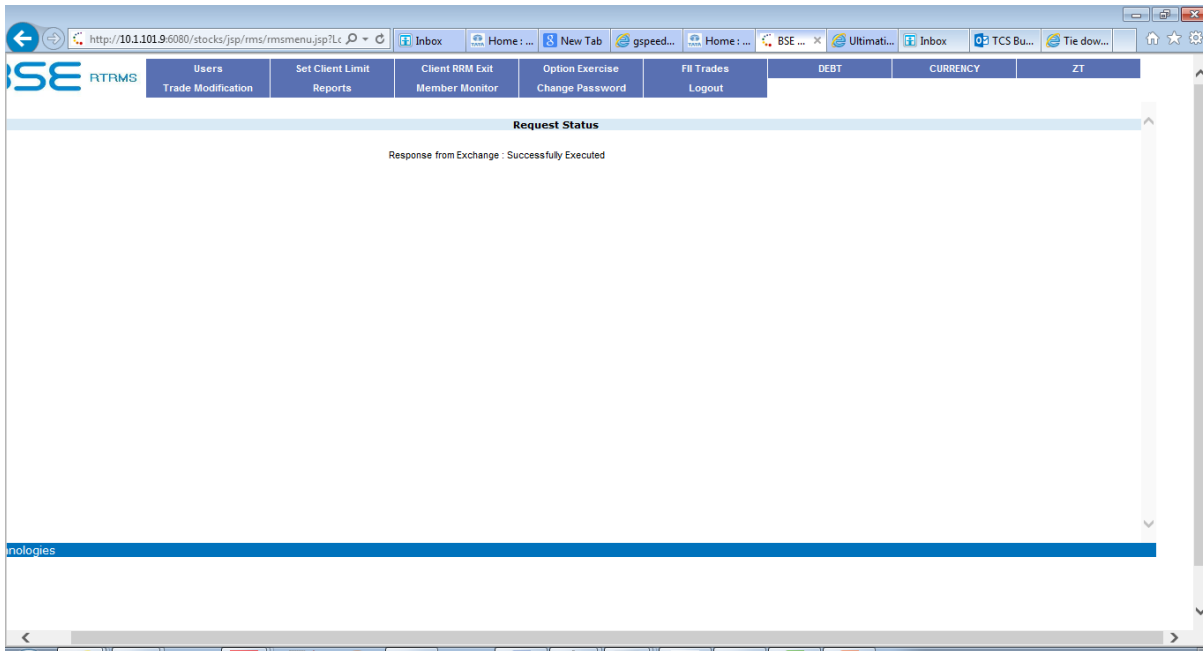 http://10.1.101.9:6080/stocks/jsp/rms/rmsmenu.jsp?Lc
Inbox
Home : ...
New Tab
gspeed...
Home : ...
BSE ...
Ultimati...
Inbox
TCS Bu...
Tie dow...
BSE RTRMS
Users Set Client Limit Client RRM Exit Option Exercise FII Trades DEBT CURRENCY ZT
Trade Modification Reports Member Monitor Change Password Logout
Request Status
Response from Exchange : Successfully Executed
nologies